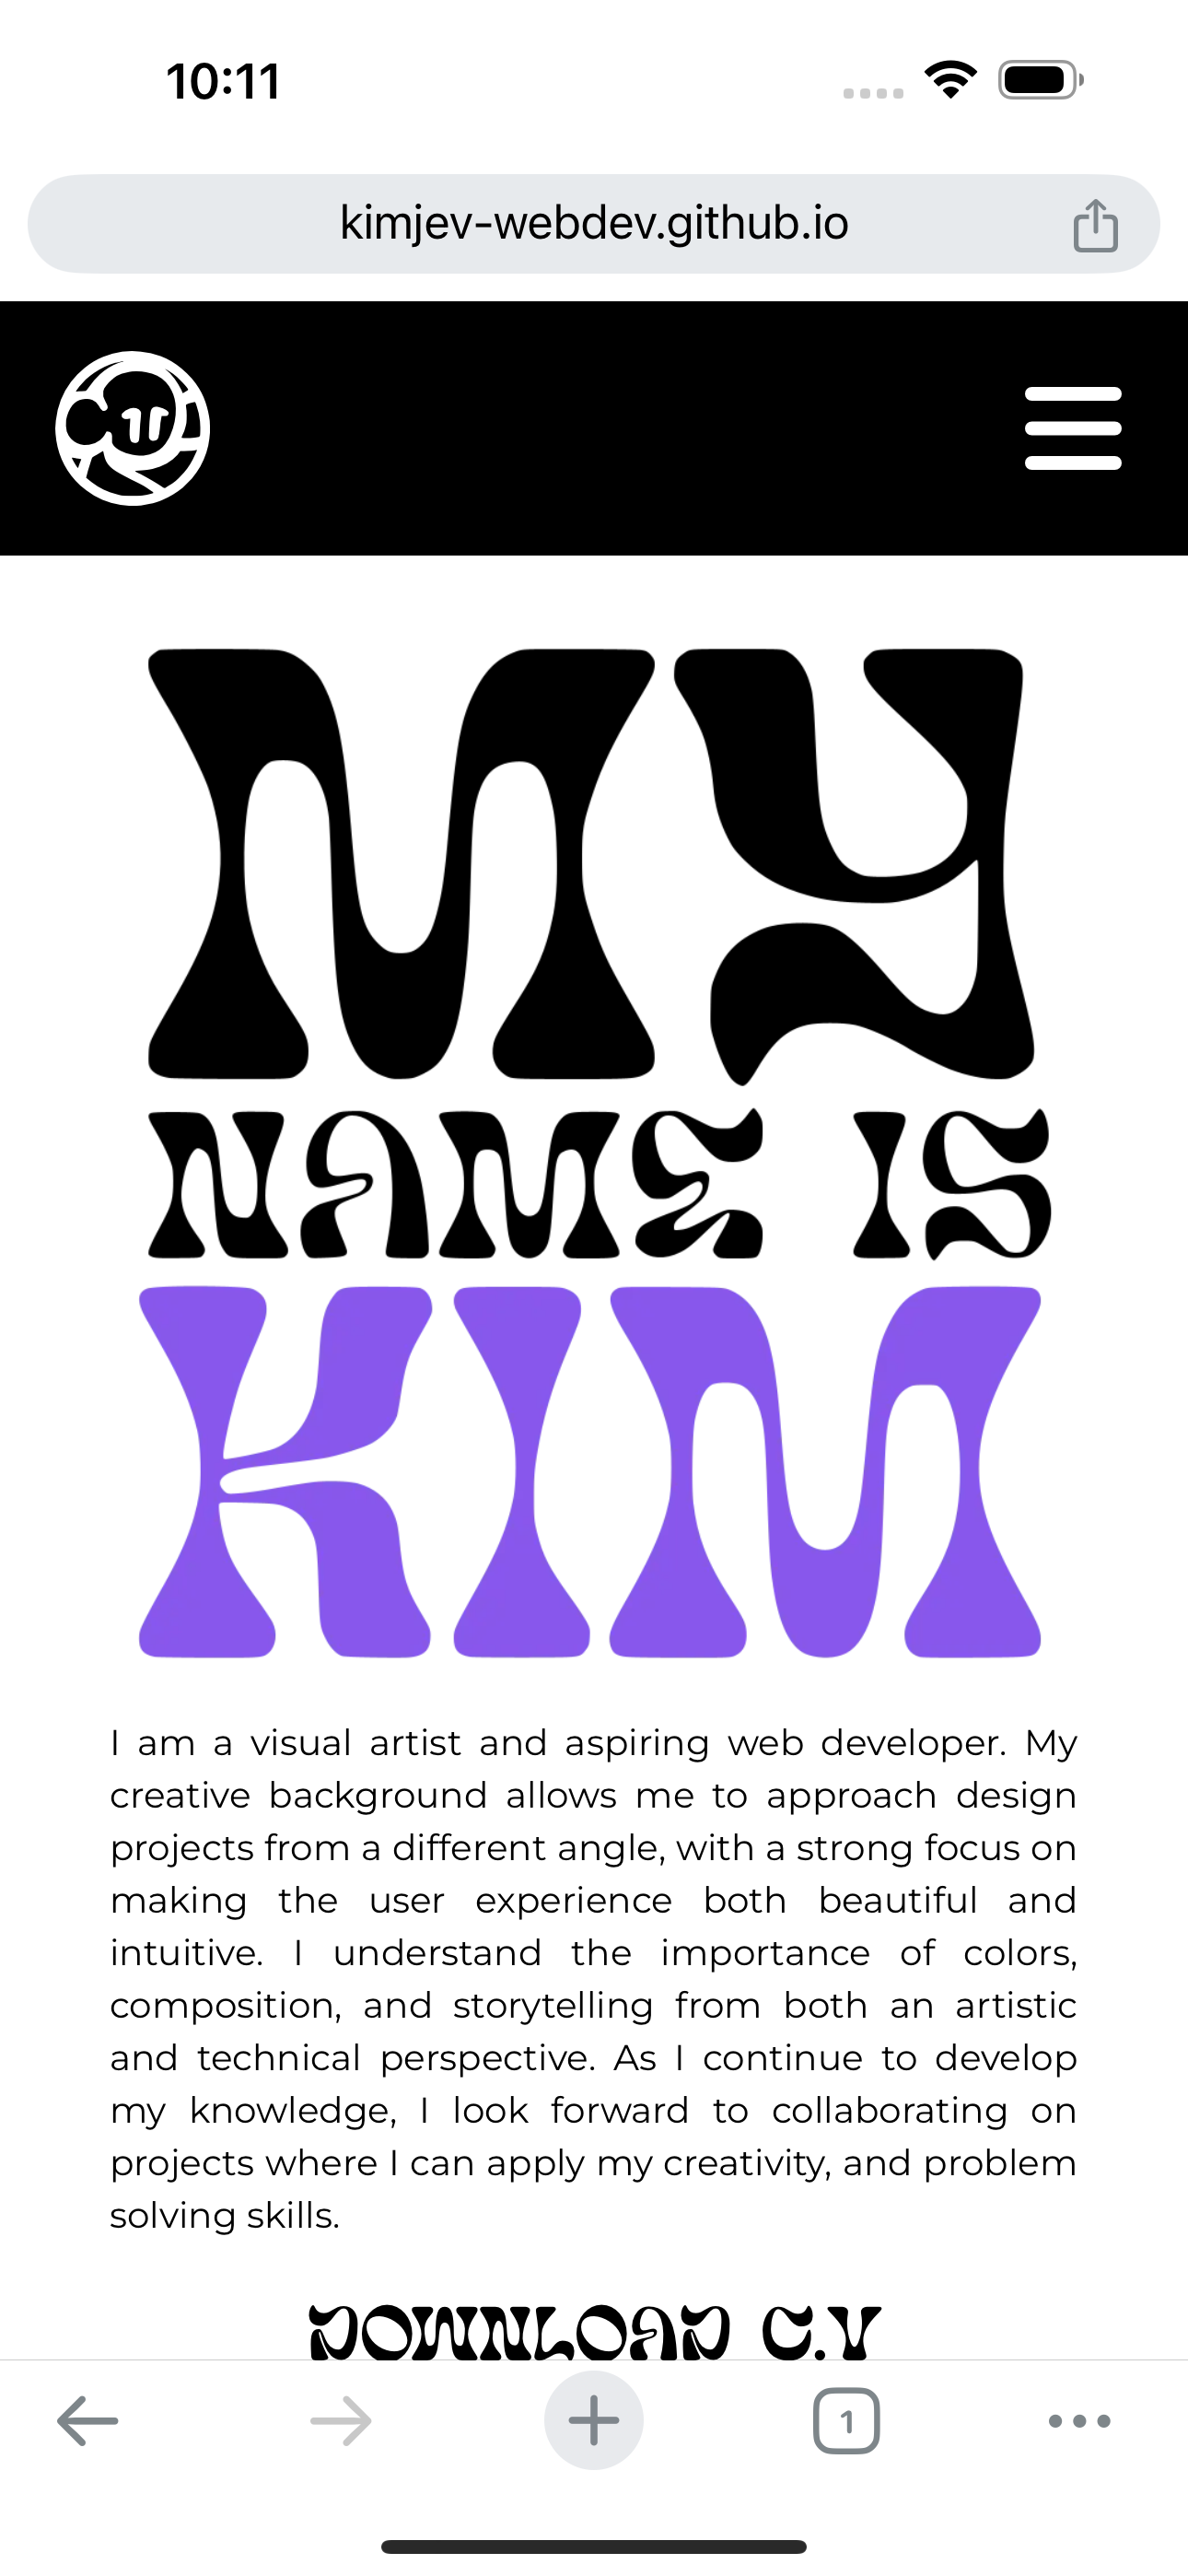 10:11
kimjev-webdev.github.io
MY
NAME IS
KIM
I am a visual artist and aspiring web developer. My
creative background allows me to approach design
projects from a different angle, with a strong focus on
making the user experience both beautiful and
intuitive. I understand the importance of colors,
composition, and storytelling from both an artistic
and technical perspective. As I continue to develop
my knowledge, I look forward to collaborating on
projects where I can apply my creativity, and problem
solving skills.
DOWNLOAD C.V
1